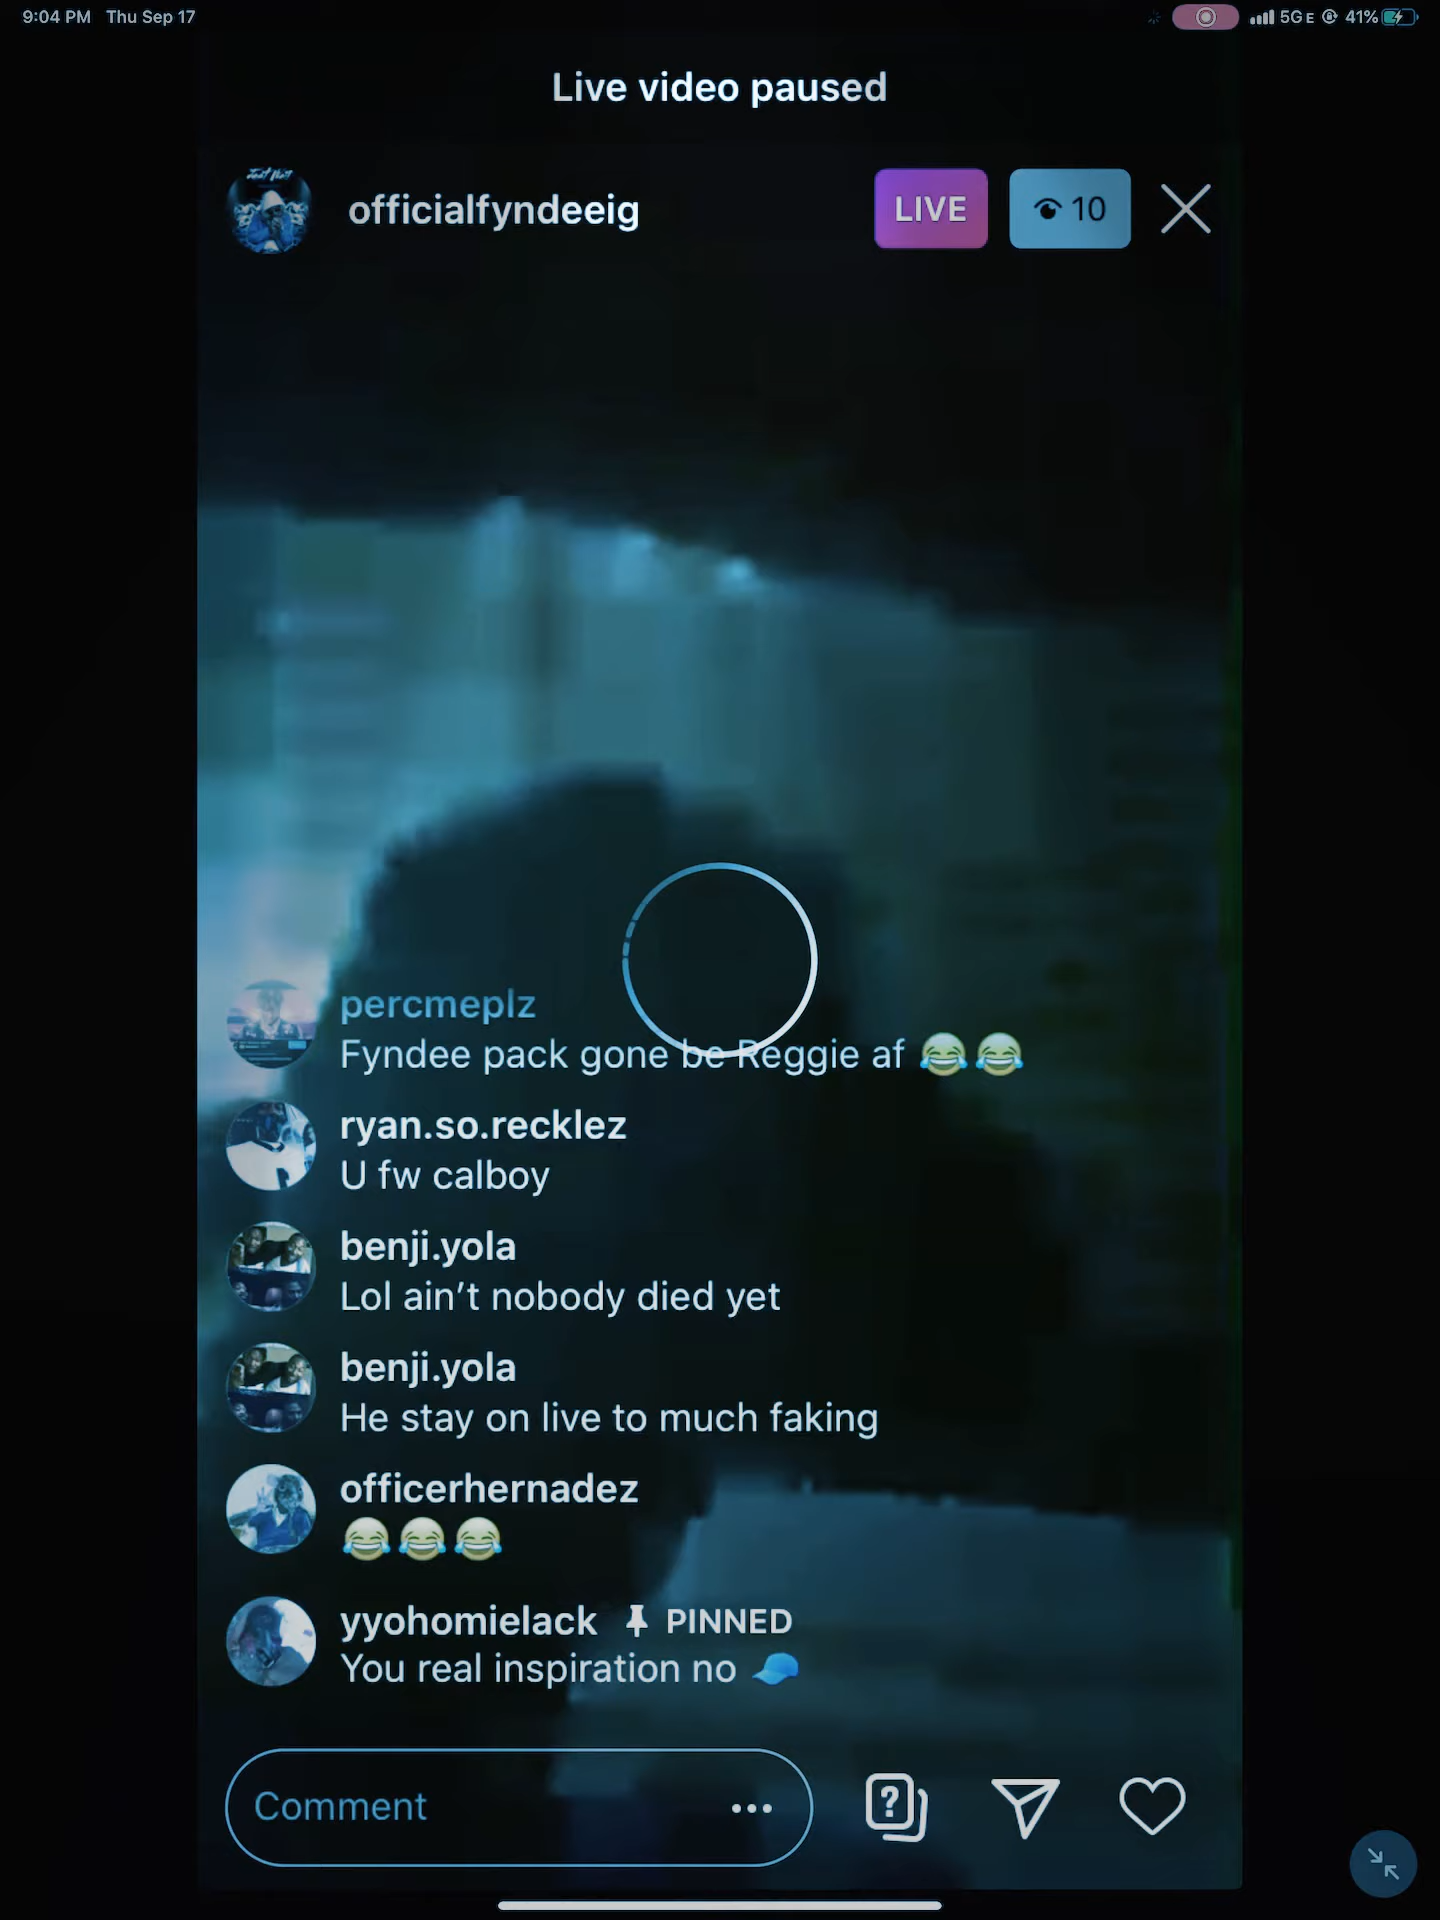 9:04 PM Thu Sep 17
5GE 41%
Live video paused
officialfyndeeig
LIVE
10
percmeplz
Fyndee pack gone be Reggie af 😂😂
ryan.so.recklez
U fw calboy
benji.yola
Lol ain't nobody died yet
benji.yola
He stay on live to much faking
officerhernadez
😂😂😂
yyohomielack PINNED
You real inspiration no 🧢
Comment